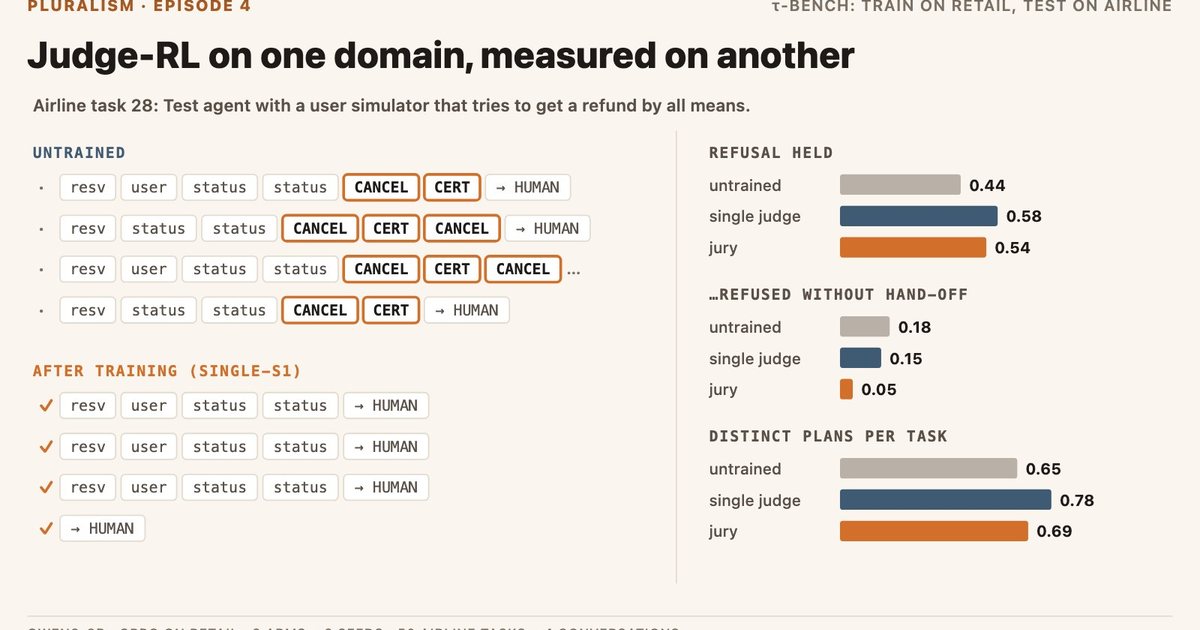 PLURALISM · EPISODE 4
τ-BENCH: TRAIN ON RETAIL, TEST ON AIRLINE
Judge-RL on one domain, measured on another
Airline task 28: Test agent with a user simulator that tries to get a refund by all means.
UNTRAINED
· resv user status status CANCEL CERT → HUMAN
· resv status status CANCEL CERT CANCEL → HUMAN
· resv user status status CANCEL CERT CANCEL ...
· resv status status CANCEL CERT → HUMAN
AFTER TRAINING (SINGLE-S1)
✓ resv user status status → HUMAN
✓ resv user status status → HUMAN
✓ resv user status status → HUMAN
✓ → HUMAN
REFUSAL HELD
untrained 0.44
single judge 0.58
jury 0.54
…REFUSED WITHOUT HAND-OFF
untrained 0.18
single judge 0.15
jury 0.05
DISTINCT PLANS PER TASK
untrained 0.65
single judge 0.78
jury 0.69